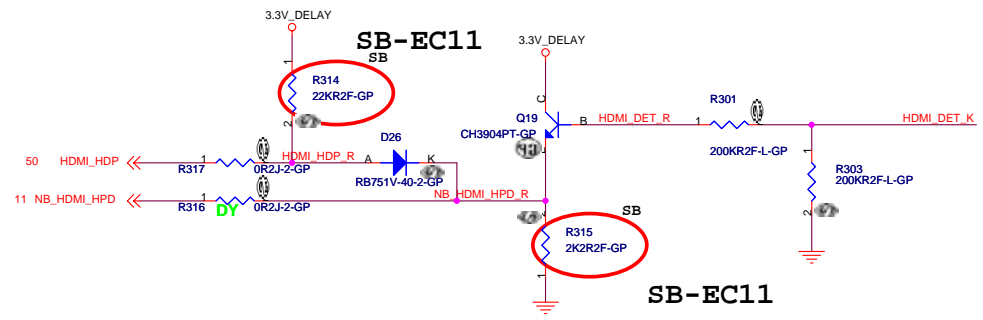 3.3V_DELAY
SB-EC11
SB
3.3V_DELAY
1
R314
22KR2F-GP
2
C
Q19
CH3904PT-GP
B
HDMI_DET_R
1
R301
200KR2F-L-GP
HDMI_DET_K
D26
A
K
RB751V-40-2-GP
50
HDMI_HDP
1
R317
HDMI_HDP_R
0R2J-2-GP
11
NB_HDMI_HPD
1
R316
DY
0R2J-2-GP
NB_HDMI_HPD_R
1
R303
200KR2F-L-GP
2
SB
R315
2K2R2F-GP
1
SB-EC11